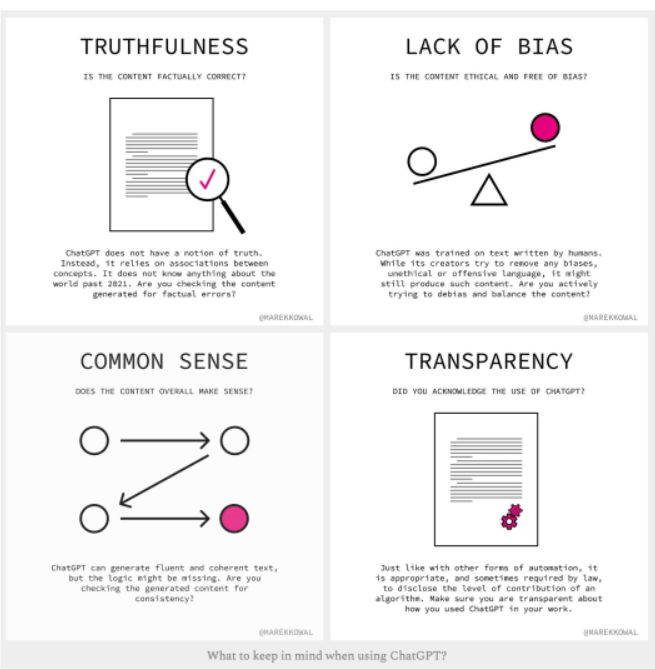 TRUTHFULNESS
IS THE CONTENT FACTUALLY CORRECT?
ChatGPT does not have a notion of truth.
Instead, it relies on associations between
concepts. It does not know anything about the
world past 2021. Are you checking the content
generated for factual errors?
@MAREKKOWAL
LACK OF BIAS
IS THE CONTENT ETHICAL AND FREE OF BIAS?
ChatGPT was trained on text written by humans.
While its creators try to remove any biases,
unethical or offensive language, it might
still produce such content. Are you actively
trying to debias and balance the content?
@MAREKKOWAL
COMMON SENSE
DOES THE CONTENT OVERALL MAKE SENSE?
ChatGPT can generate fluent and coherent text,
but the logic might be missing. Are you
checking the generated content for
consistency?
@MAREKKOWAL
TRANSPARENCY
DID YOU ACKNOWLEDGE THE USE OF CHATGPT?
Just like with other forms of automation, it
is appropriate, and sometimes required by law,
to disclose the level of contribution of an
algorithm. Make sure you are transparent about
how you used ChatGPT in your work.
@MAREKKOWAL
What to keep in mind when using ChatGPT?